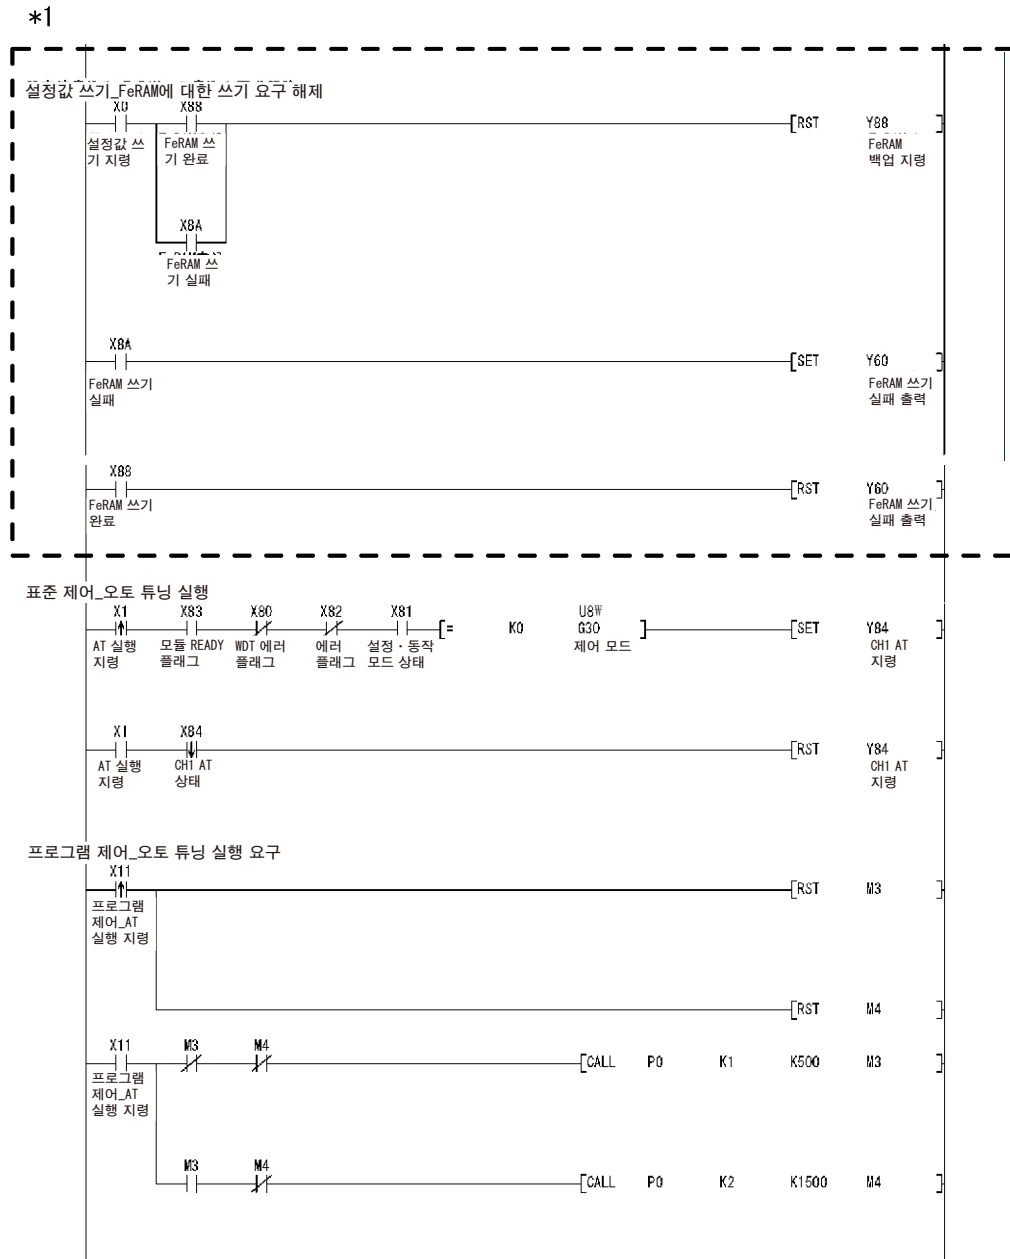 *1
설정값 쓰기_FeRAM에 대한 쓰기 요구 해제
X0 X88
[RST Y88 ]
설정값 쓰
기 지령
FeRAM 쓰
기 완료
FeRAM
백업 지령
X8A
FeRAM 쓰
기 실패
X8A
[SET Y60 ]
FeRAM 쓰기
실패
FeRAM 쓰기
실패 출력
X88
[RST Y60 ]
FeRAM 쓰기
완료
FeRAM 쓰기
실패 출력
표준 제어_오토 튜닝 실행
X1 X83 X80 X82 X81 U8₩
[= K0 G30 ] [SET Y84 ]
AT 실행
지령
모듈 READY
플래그
WDT 에러
플래그
에러
플래그
설정・동작
모드 상태
제어 모드
CH1 AT
지령
X1 X84
[RST Y84 ]
AT 실행
지령
CH1 AT
상태
CH1 AT
지령
프로그램 제어_오토 튜닝 실행 요구
X11
[RST M3 ]
프로그램
제어_AT
실행 지령
[RST M4 ]
X11 M3 M4
[CALL P0 K1 K500 M3 ]
프로그램
제어_AT
실행 지령
M3 M4
[CALL P0 K2 K1500 M4 ]